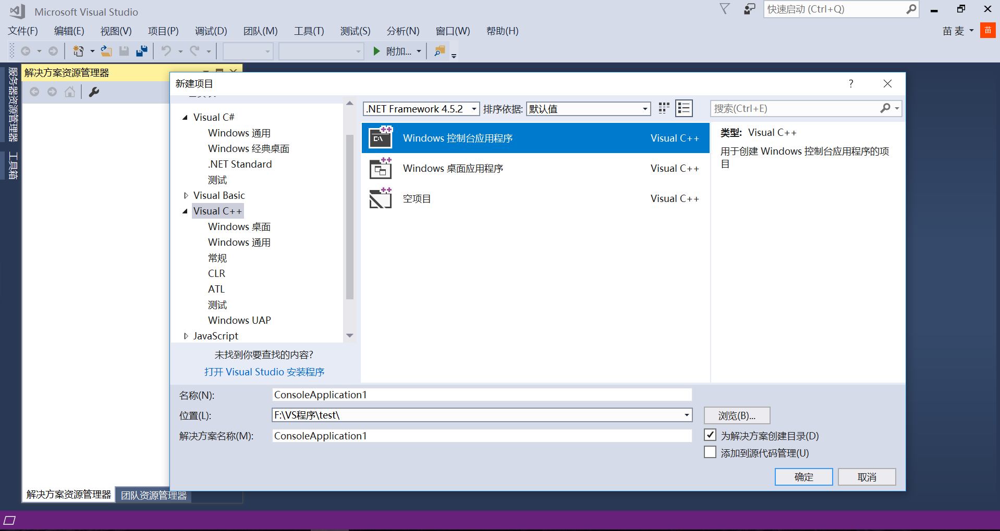 Microsoft Visual Studio
快速启动 (Ctrl+Q)
文件(F) 编辑(E) 视图(V) 项目(P) 调试(D) 团队(M) 工具(T) 测试(S) 分析(N) 窗口(W) 帮助(H)
苗 麦
苗
附加...
服务器资源管理器
工具箱
解决方案资源管理器
新建项目
?
Visual C#
Windows 通用
Windows 经典桌面
.NET Standard
测试
Visual Basic
Visual C++
Windows 桌面
Windows 通用
常规
CLR
ATL
测试
Windows UAP
JavaScript
未找到你要查找的内容?
打开 Visual Studio 安装程序
.NET Framework 4.5.2 排序依据: 默认值
搜索(Ctrl+E)
C:\ Windows 控制台应用程序 Visual C++
Windows 桌面应用程序 Visual C++
空项目 Visual C++
类型: Visual C++
用于创建 Windows 控制台应用程序的项
目
名称(N): ConsoleApplication1
位置(L): F:\VS程序\test\ 浏览(B)...
解决方案名称(M): ConsoleApplication1
为解决方案创建目录(D)
添加到源代码管理(U)
确定 取消
解决方案资源管理器 团队资源管理器